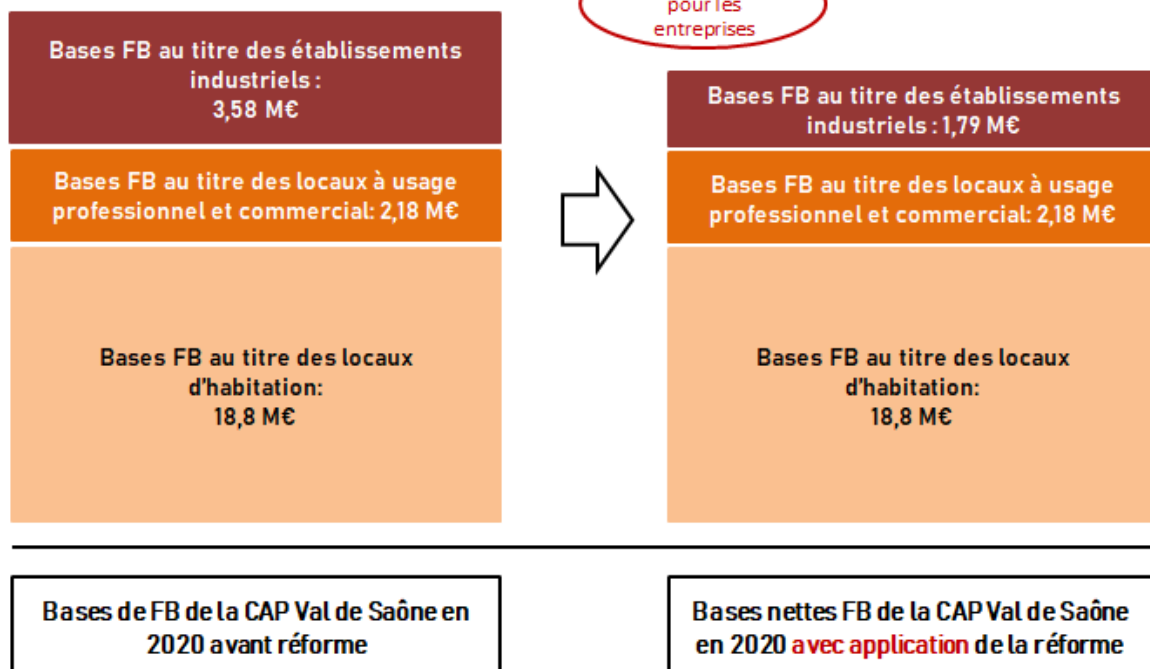 pour les
entreprises
Bases FB au titre des établissements
industriels :
3,58 M€
Bases FB au titre des locaux à usage
professionnel et commercial: 2,18 M€
Bases FB au titre des locaux
d'habitation:
18,8 M€
Bases FB au titre des établissements
industriels : 1,79 M€
Bases FB au titre des locaux à usage
professionnel et commercial: 2,18 M€
Bases FB au titre des locaux
d'habitation:
18,8 M€
Bases de FB de la CAP Val de Saône en
2020 avant réforme
Bases nettes FB de la CAP Val de Saône
en 2020 avec application de la réforme